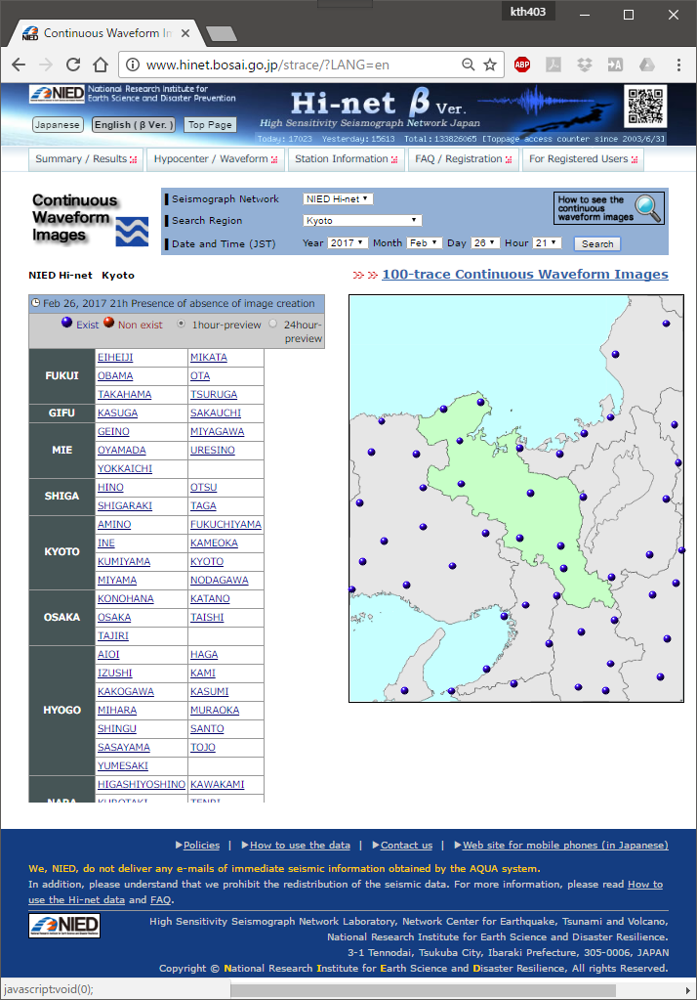 kth403
Continuous Waveform Im
www.hinet.bosai.go.jp/strace/?LANG=en
ABP
NIED National Research Institute for
Earth Science and Disaster Prevention
Hi-net β Ver.
High Sensitivity Seismograph Network Japan
Japanese English ( β Ver. ) Top Page
Today: 17023 Yesterday: 15613 Total: 133826065 [Toppage access counter since 2003/6/3]
Summary / Results Hypocenter / Waveform Station Information FAQ / Registration For Registered Users
Continuous
Waveform
Images
Seismograph Network NIED Hi-net
Search Region Kyoto
Date and Time (JST) Year 2017 Month Feb Day 26 Hour 21 Search
How to see the
continuous
waveform images
NIED Hi-net Kyoto
100-trace Continuous Waveform Images
Feb 26, 2017 21h Presence of absence of image creation
Exist Non exist 1hour-preview 24hour-
preview
FUKUI
EIHEIJI MIKATA
OBAMA OTA
TAKAHAMA TSURUGA
GIFU
KASUGA SAKAUCHI
MIE
GEINO MIYAGAWA
OYAMADA URESINO
YOKKAICHI
SHIGA
HINO OTSU
SHIGARAKI TAGA
KYOTO
AMINO FUKUCHIYAMA
INE KAMEOKA
KUMIYAMA KYOTO
MIYAMA NODAGAWA
OSAKA
KONOHANA KATANO
OSAKA TAISHI
TAJIRI
HYOGO
AIOI HAGA
IZUSHI KAMI
KAKOGAWA KASUMI
MIHARA MURAOKA
SHINGU SANTO
SASAYAMA TOJO
YUMESAKI
NARA
HIGASHIYOSHINO KAWAKAMI
KUROTAKI TENRI
Policies | How to use the data | Contact us | Web site for mobile phones (in Japanese)
We, NIED, do not deliver any e-mails of immediate seismic information obtained by the AQUA system.
In addition, please understand that we prohibit the redistribution of the seismic data. For more information, please read How to
use the Hi-net data and FAQ.
NIED
High Sensitivity Seismograph Network Laboratory, Network Center for Earthquake, Tsunami and Volcano,
National Research Institute for Earth Science and Disaster Resilience.
3-1 Tennodai, Tsukuba City, Ibaraki Prefecture, 305-0006, JAPAN
Copyright © National Research Institute for Earth Science and Disaster Resilience, All rights Reserved.
javascript:void(0);